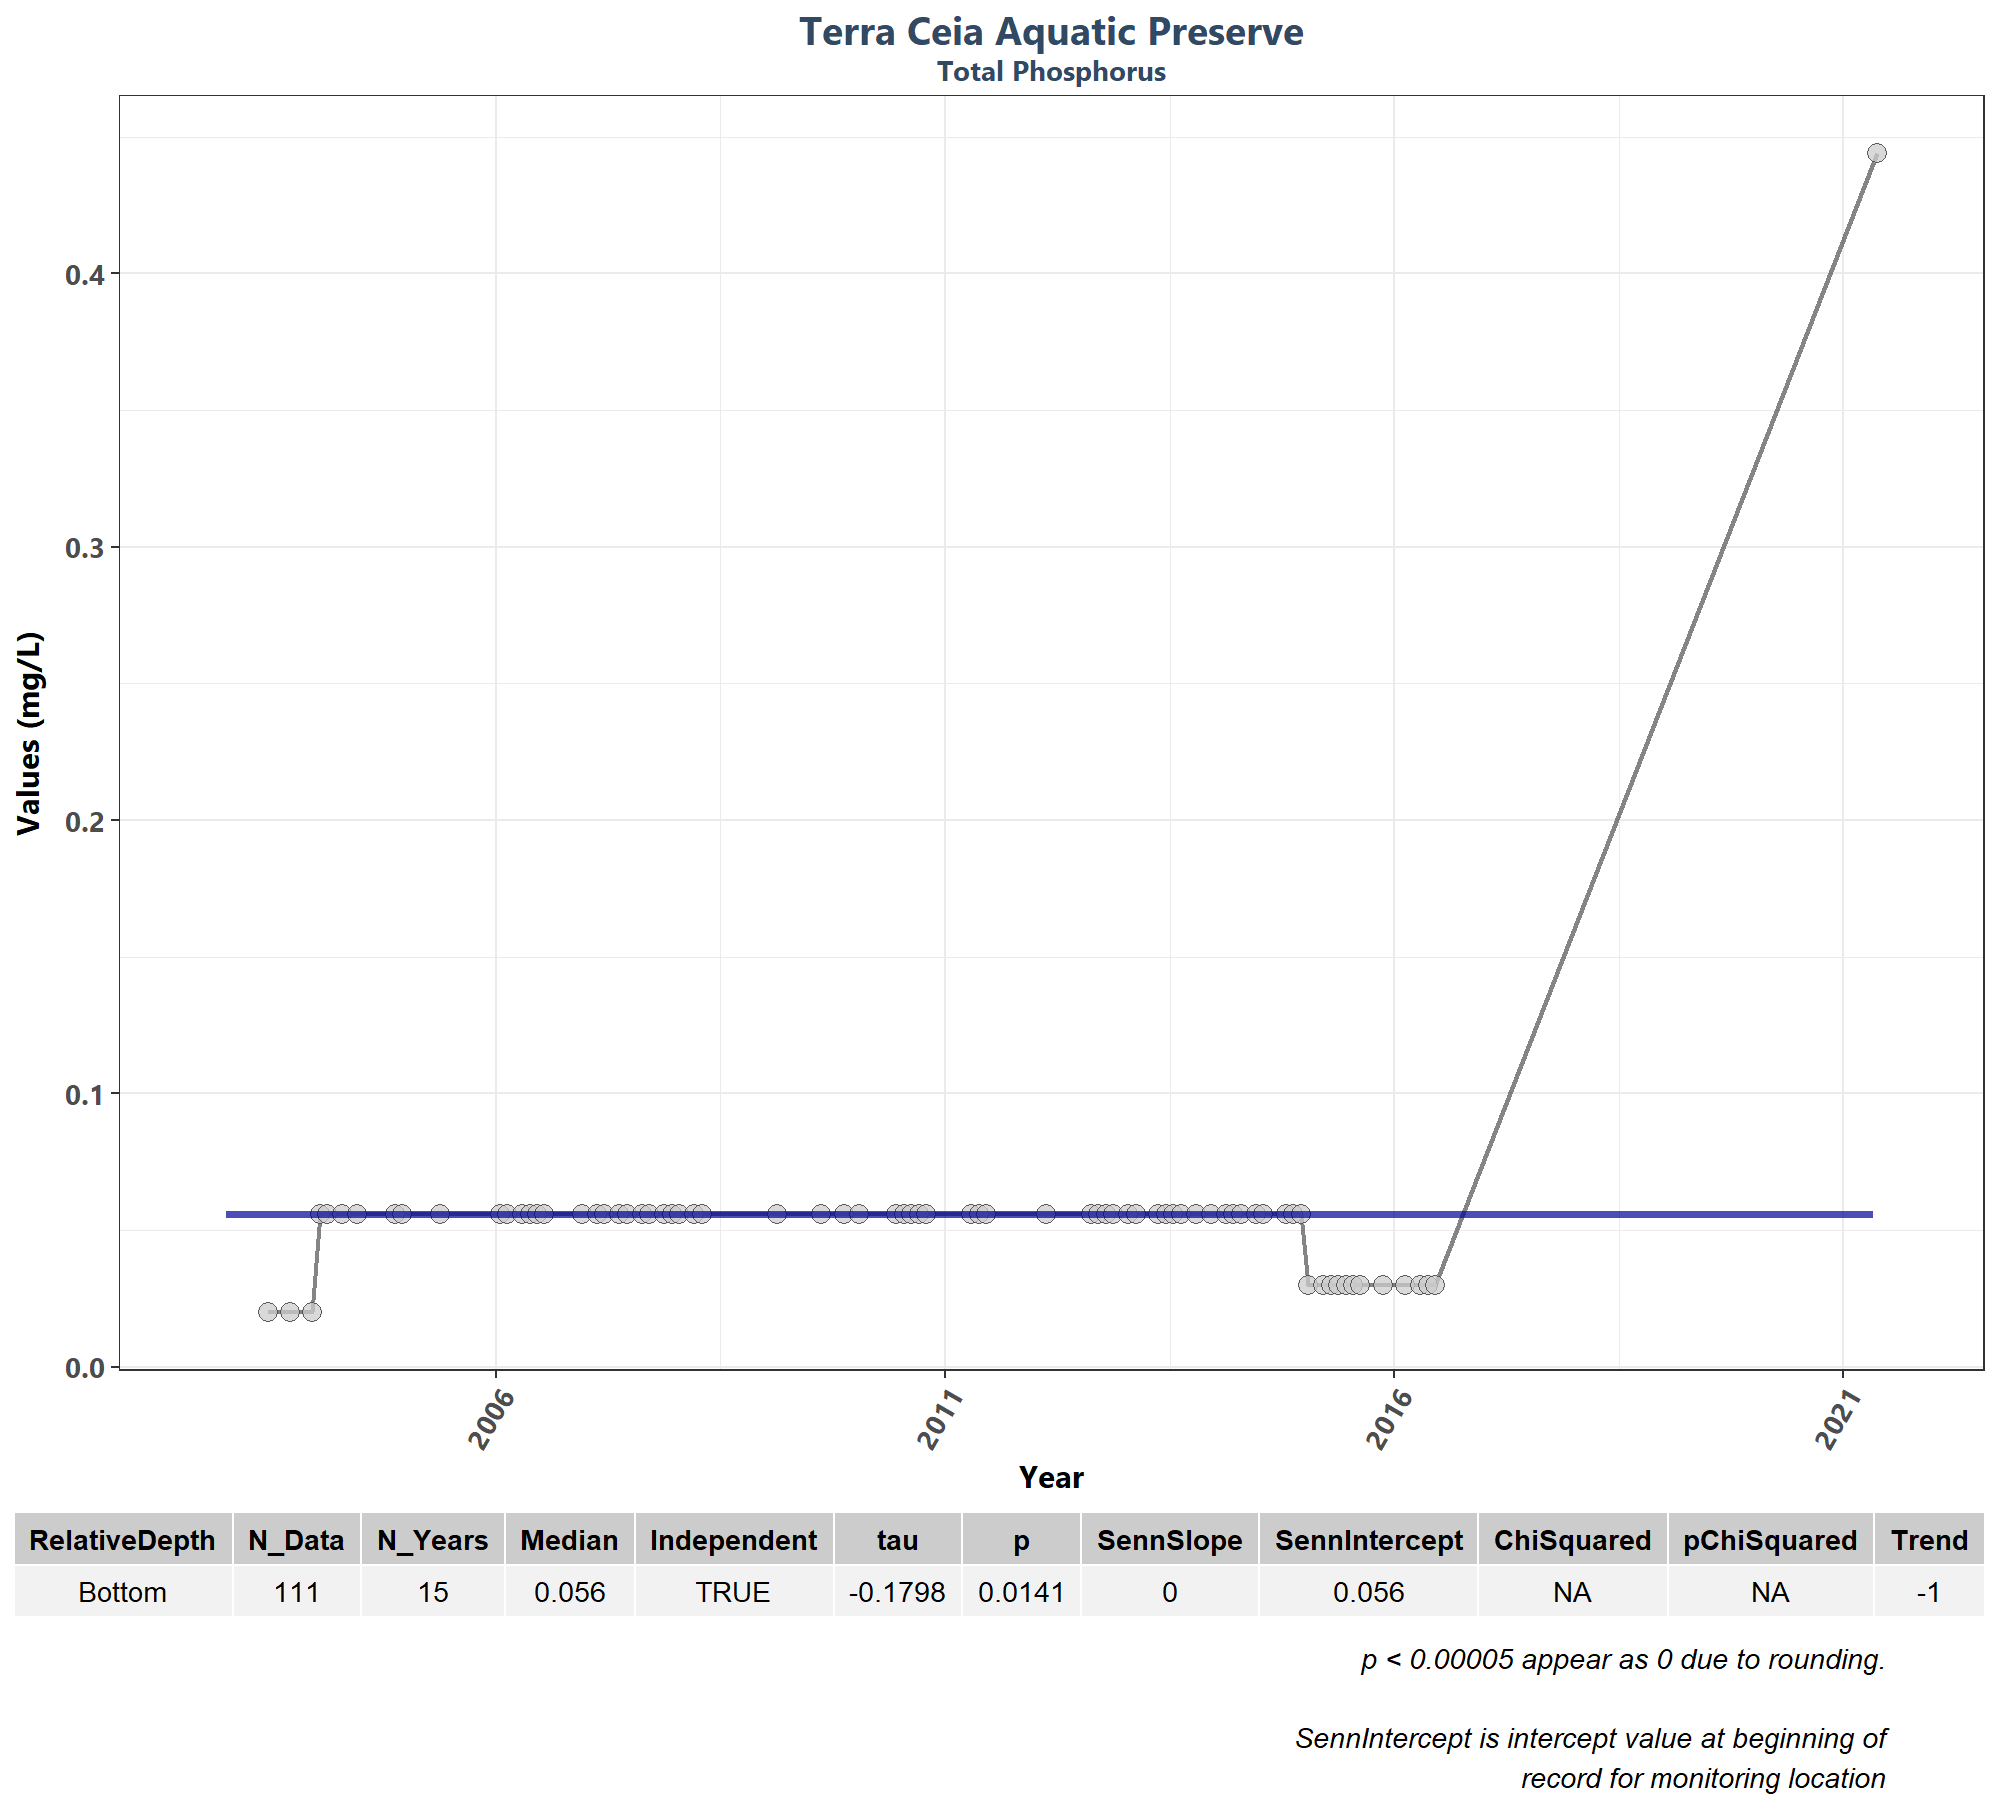 Terra Ceia Aquatic Preserve
Total Phosphorus
Values (mg/L)
0.4
0.3
0.2
0.1
0.0
2006 2011 2016 2021
Year
RelativeDepth N_Data N_Years Median Independent tau p SennSlope SennIntercept ChiSquared pChiSquared Trend
Bottom 111 15 0.056 TRUE -0.1798 0.0141 0 0.056 NA NA -1
p < 0.00005 appear as 0 due to rounding.
SennIntercept is intercept value at beginning of
record for monitoring location